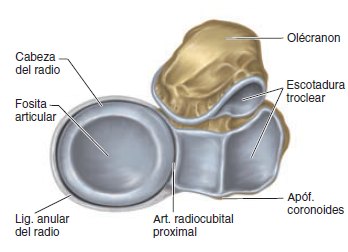 Olécranon
Cabeza
del radio
Escotadura
troclear
Fosita
articular
Apóf.
coronoides
Lig. anular
del radio
Art. radiocubital
proximal